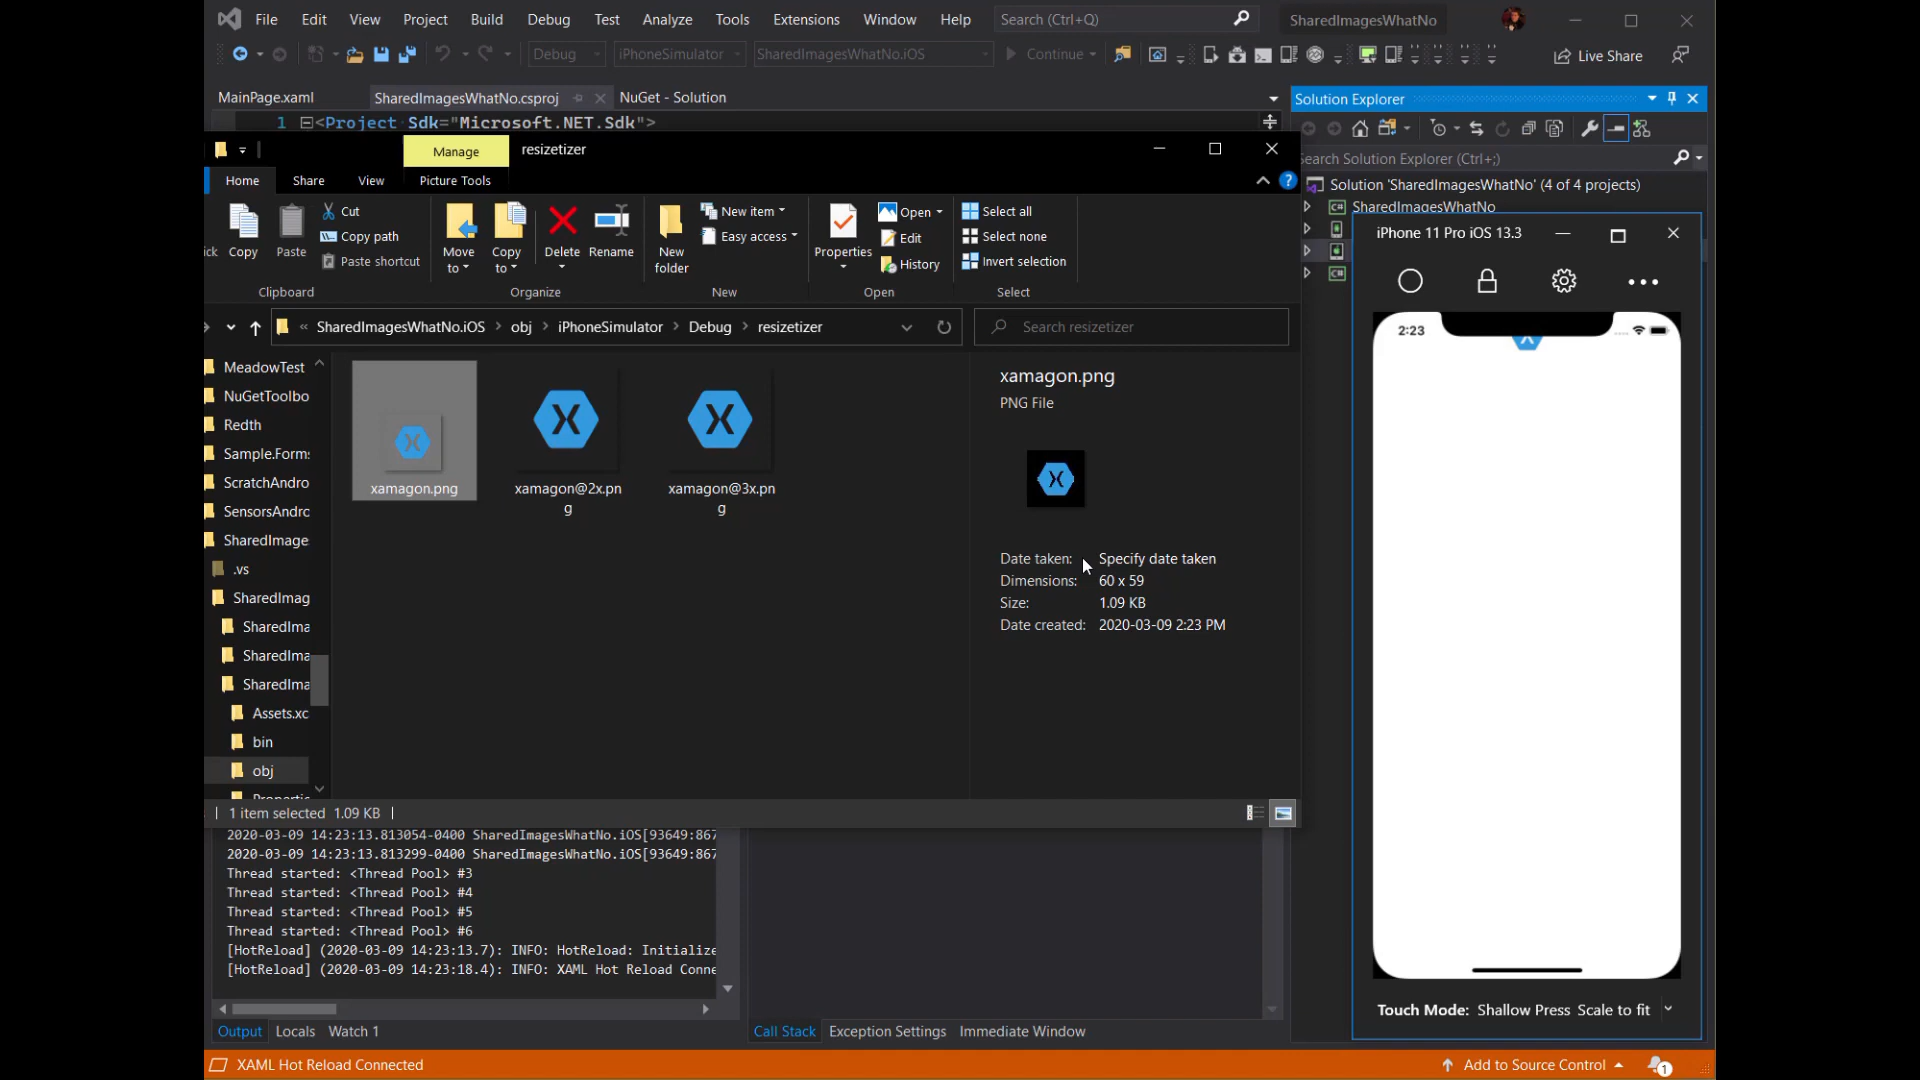 File Edit View Project Build Debug Test Analyze Tools Extensions Window Help Search (Ctrl+Q) SharedImagesWhatNo
Debug iPhoneSimulator SharedImagesWhatNo.iOS Continue Live Share
MainPage.xaml SharedImagesWhatNo.csproj NuGet - Solution
1 <Project Sdk="Microsoft.NET.Sdk">
Manage resizetizer
Home Share View Picture Tools
Copy
Paste
Cut
Copy path
Paste shortcut
Move
to
Copy
to
Delete
Rename
New
folder
New item
Easy access
Properties
Open
Edit
History
Select all
Select none
Invert selection
Clipboard Organize New Open Select
« SharedImagesWhatNo.iOS > obj > iPhoneSimulator > Debug > resizetizer
Search resizetizer
MeadowTest
NuGetToolbo
Redth
Sample.Forms
ScratchAndro
SensorsAndro
SharedImages
.vs
SharedImag
SharedIma
SharedIma
SharedIma
Assets.xc
bin
obj
xamagon.png
xamagon@2x.pn
g
xamagon@3x.pn
g
xamagon.png
PNG File
Date taken: Specify date taken
Dimensions: 60 x 59
Size: 1.09 KB
Date created: 2020-03-09 2:23 PM
1 item selected 1.09 KB
Solution Explorer
Search Solution Explorer (Ctrl+;)
Solution 'SharedImagesWhatNo' (4 of 4 projects)
SharedImagesWhatNo
iPhone 11 Pro iOS 13.3
2:23
Touch Mode: Shallow Press Scale to fit
2020-03-09 14:23:13.813054-0400 SharedImagesWhatNo.iOS[93649:867
2020-03-09 14:23:13.813299-0400 SharedImagesWhatNo.iOS[93649:867
Thread started: <Thread Pool> #3
Thread started: <Thread Pool> #4
Thread started: <Thread Pool> #5
Thread started: <Thread Pool> #6
[HotReload] (2020-03-09 14:23:13.7): INFO: HotReload: Initialize
[HotReload] (2020-03-09 14:23:18.4): INFO: XAML Hot Reload Conne
Output Locals Watch 1 Call Stack Exception Settings Immediate Window
XAML Hot Reload Connected Add to Source Control 1